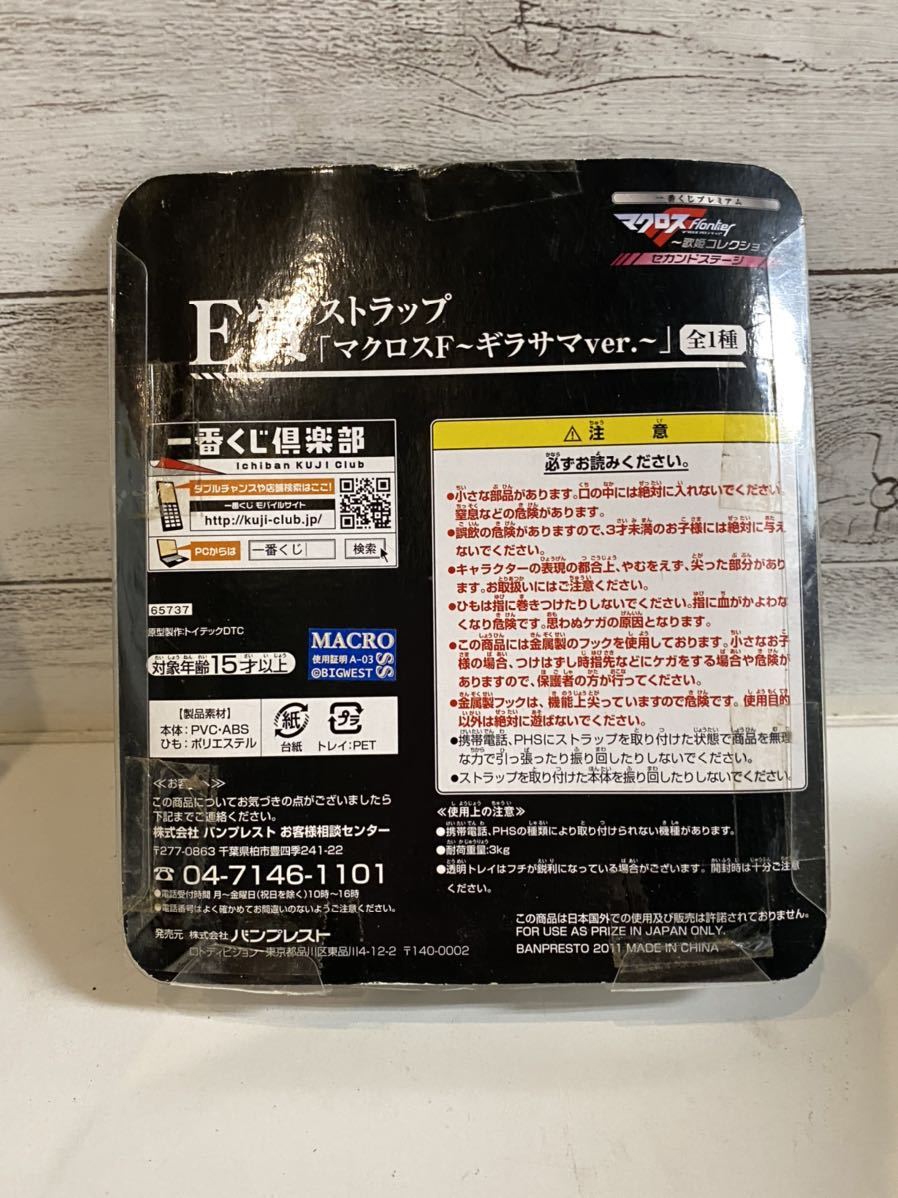 一番くじプレミアム
マクロス Frontier
～歌姫コレクショ
セカンドステージ
E賞 ストラップ
「マクロスF～ギラサマver.～」 全1種
一番くじ倶楽部
Ichiban KUJI Club
ダブルチャンスや店舗検索はここ!
一番くじ モバイルサイト
http://kuji-club.jp/
PCからは 一番くじ 検索
65737
原型製作:トイテックDTC
対象年齢15才以上
MACROSS
使用証明 A-03
©BIGWEST
【製品素材】
本体:PVC・ABS
ひも:ポリエステル
紙
台紙
プラ
トレイ:PET
この商品についてお気づきの点がございましたら
下記までご連絡ください。
株式会社 バンプレスト お客様相談センター
〒277-0863 千葉県柏市豊四季241-22
☎ 04-7146-1101
●電話受付時間 月～金曜日(祝日を除く)10時～16時
●電話番号はよく確かめてお間違いのないようご注意ください。
発売元 株式会社 バンプレスト
ロトディビジョン─東京都品川区東品川4-12-2 〒140-0002
⚠ 注 意
必ずお読みください。
●小さな部品があります。口の中には絶対に入れないでください。
窒息などの危険があります。
●誤飲の危険がありますので、3才未満のお子様には絶対に与え
ないでください。
●キャラクターの表現の都合上、やむをえず、尖った部分があり
ます。お取扱いにはご注意ください。
●ひもは指に巻きつけたりしないでください。指に血がかよわな
くなり危険です。思わぬケガの原因となります。
●この商品には金属製のフックを使用しております。小さなお子
様の場合、つけはずし時指先などにケガをする場合や危険が
ありますので、保護者の方が行ってください。
●金属製フックは、機能上尖っていますので危険です。使用目的
以外は絶対に遊ばないでください。
●携帯電話、PHSにストラップを取り付けた状態で商品を無理
な力で引っ張ったり振り回したりしないでください。
●ストラップを取り付けた本体を振り回したりしないでください。
≪使用上の注意≫
●携帯電話、PHSの種類により取り付けられない機種があります。
●耐荷重量:3kg
●透明トレイはフチが鋭利になっている場合がございます。開封時は十分ご注意
ください。
この商品は日本国外での使用及び販売は許諾されておりません。
FOR USE AS PRIZE IN JAPAN ONLY.
BANPRESTO 2011 MADE IN CHINA